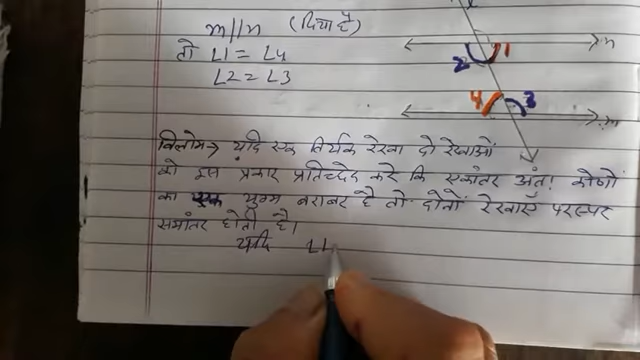 m||n (दिया है)
तो ∠1 = ∠4
∠2 = ∠3
2 1 n
4 3 m
विलोम→ यदि एक तिर्यक रेखा दो रेखाओं
को इस प्रकार प्रतिच्छेद करे कि एकांतर अंतः कोणों
का युग्म बराबर है तो दोनों रेखाएँ परस्पर
समांतर होती है।
यदि ∠1